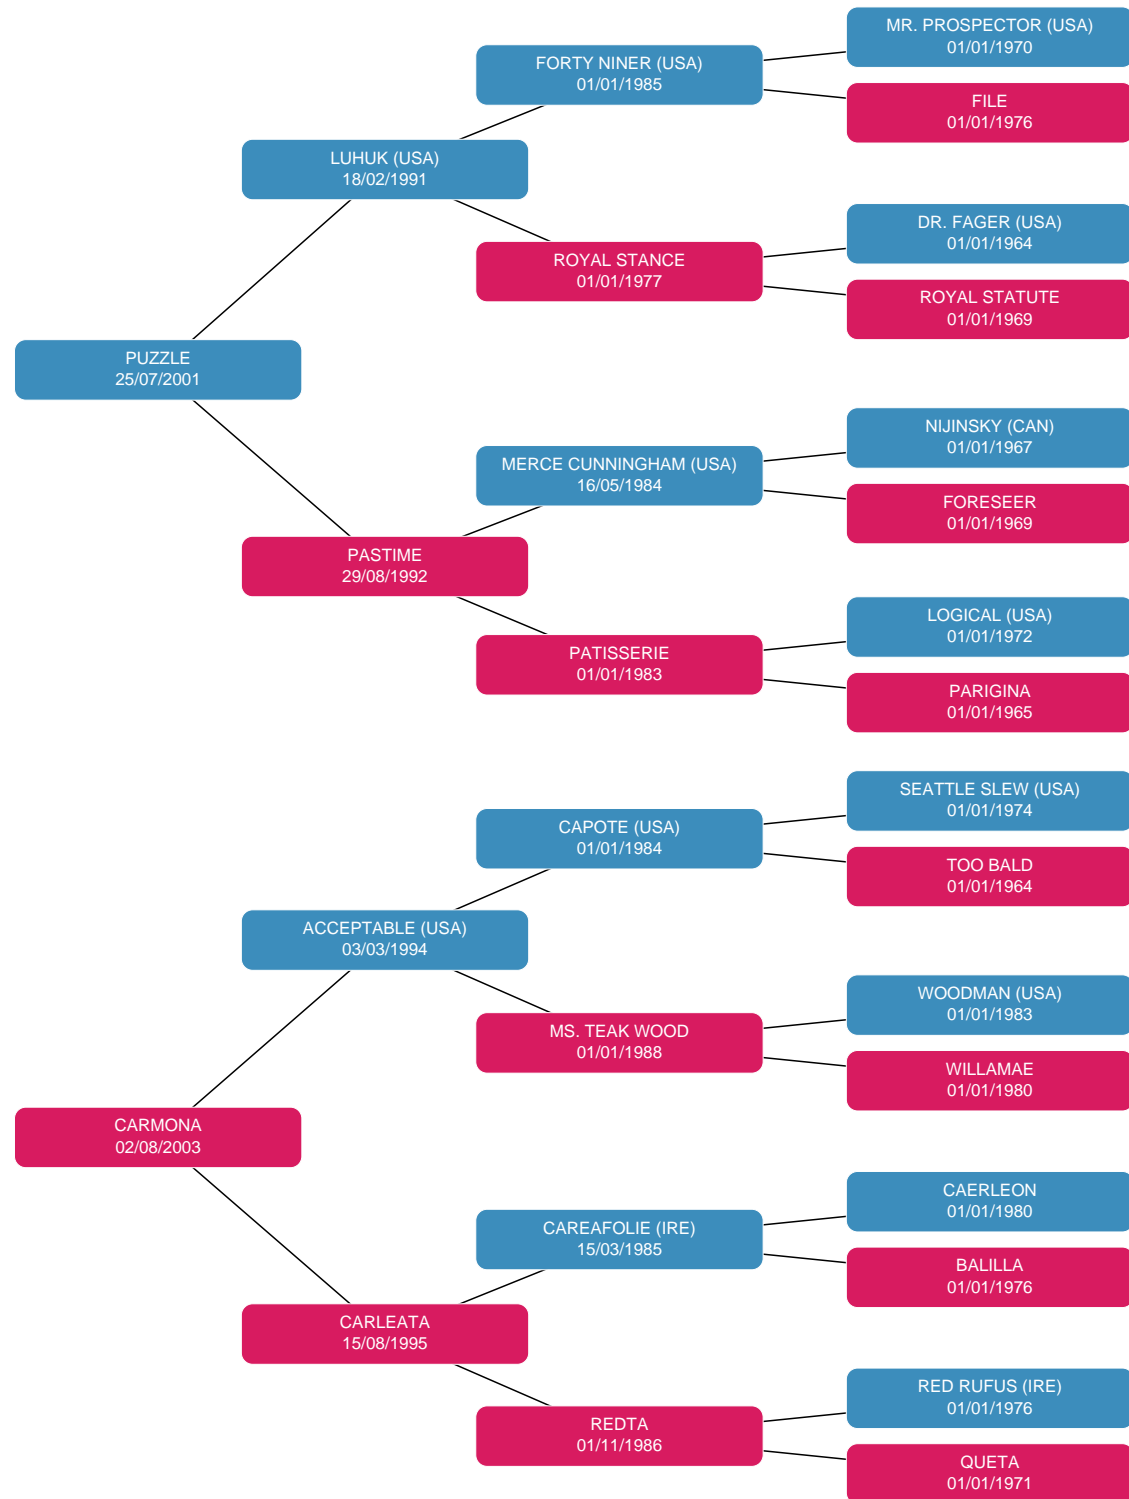 MR. PROSPECTOR (USA)
01/01/1970
FORTY NINER (USA)
01/01/1985
FILE
01/01/1976
LUHUK (USA)
18/02/1991
DR. FAGER (USA)
01/01/1964
ROYAL STANCE
01/01/1977
ROYAL STATUTE
01/01/1969
PUZZLE
25/07/2001
NIJINSKY (CAN)
01/01/1967
MERCE CUNNINGHAM (USA)
16/05/1984
FORESEER
01/01/1969
PASTIME
29/08/1992
LOGICAL (USA)
01/01/1972
PATISSERIE
01/01/1983
PARIGINA
01/01/1965
SEATTLE SLEW (USA)
01/01/1974
CAPOTE (USA)
01/01/1984
TOO BALD
01/01/1964
ACCEPTABLE (USA)
03/03/1994
WOODMAN (USA)
01/01/1983
MS. TEAK WOOD
01/01/1988
WILLAMAE
01/01/1980
CARMONA
02/08/2003
CAERLEON
01/01/1980
CAREAFOLIE (IRE)
15/03/1985
BALILLA
01/01/1976
CARLEATA
15/08/1995
RED RUFUS (IRE)
01/01/1976
REDTA
01/11/1986
QUETA
01/01/1971